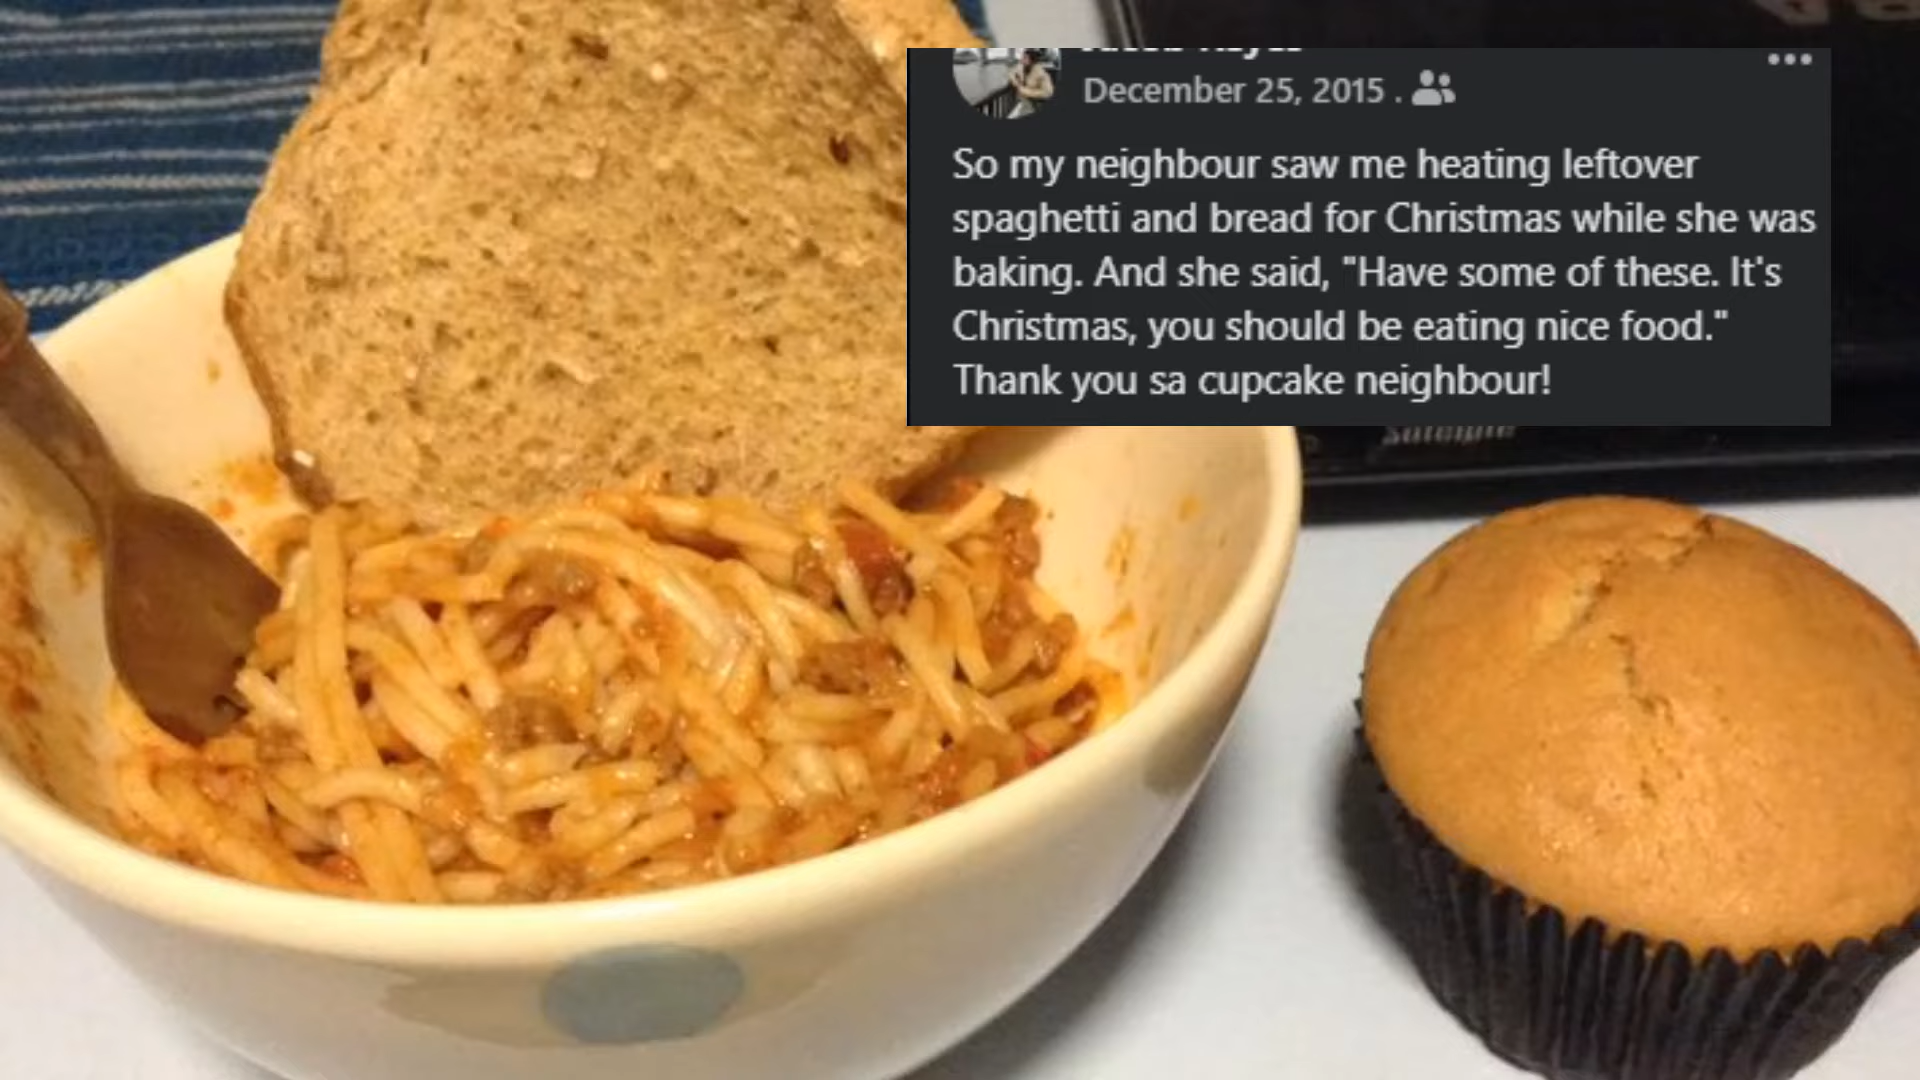 December 25, 2015 .
So my neighbour saw me heating leftover
spaghetti and bread for Christmas while she was
baking. And she said, "Have some of these. It's
Christmas, you should be eating nice food."
Thank you sa cupcake neighbour!